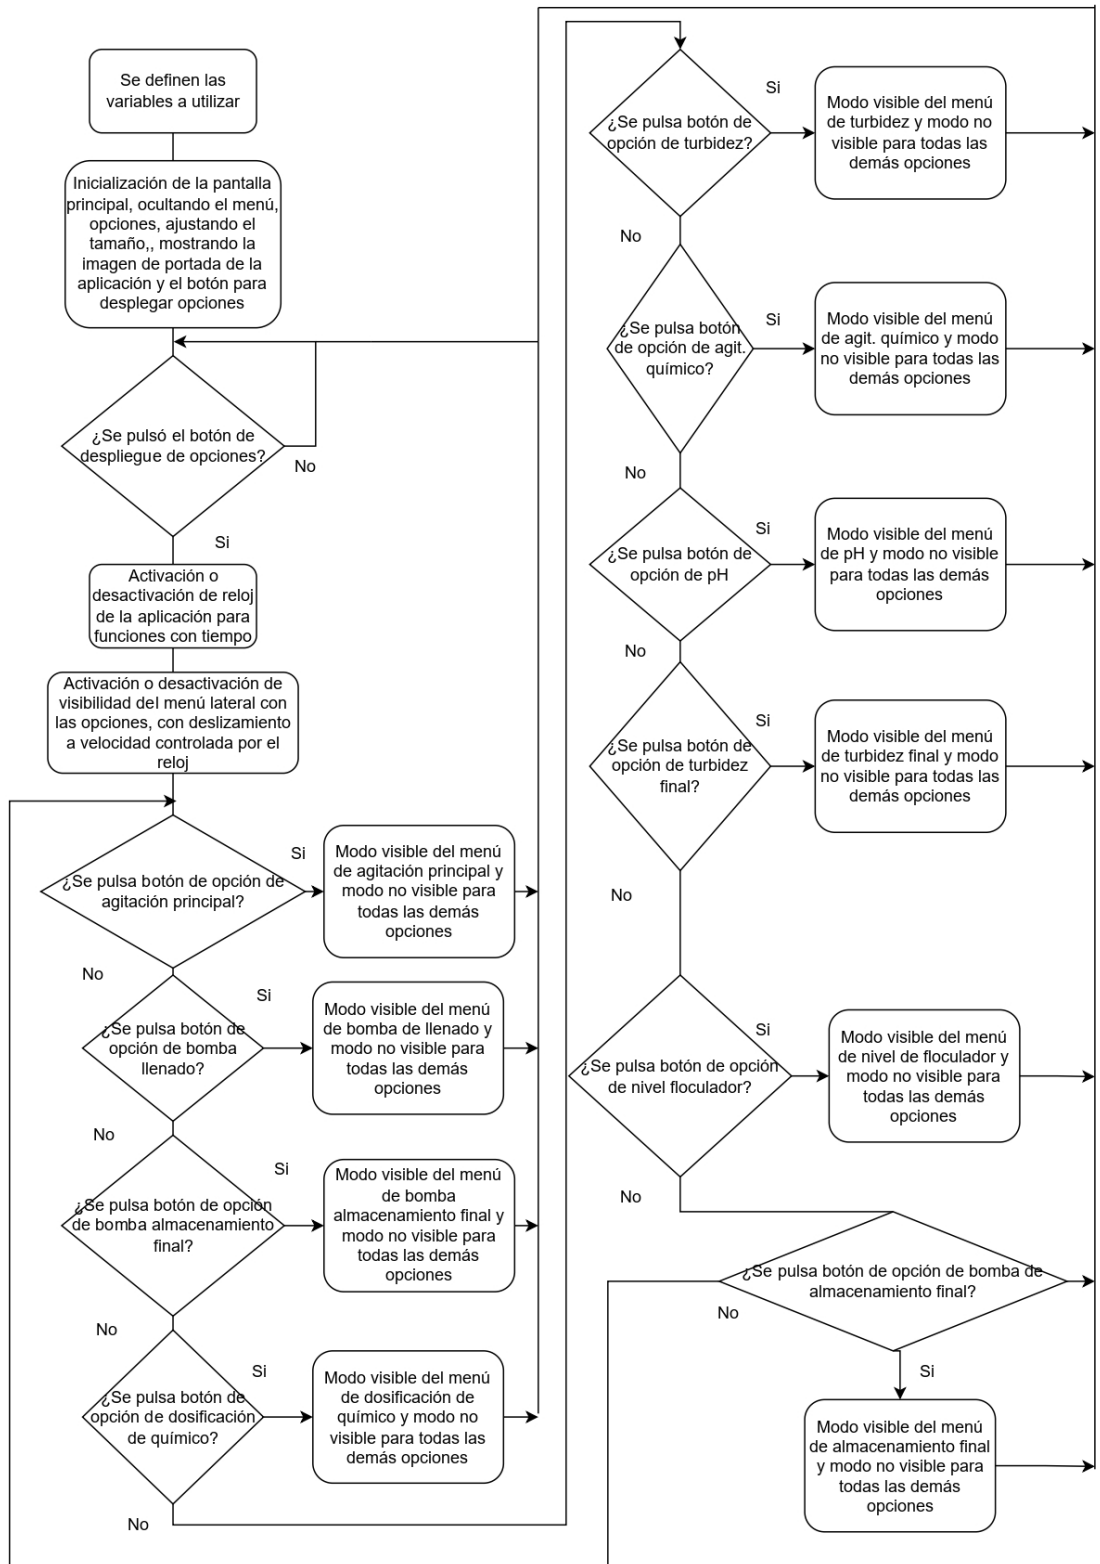 Se definen las
variables a utilizar
Inicialización de la pantalla
principal, ocultando el menú,
opciones, ajustando el
tamaño,, mostrando la
imagen de portada de la
aplicación y el botón para
desplegar opciones
¿Se pulsó el botón de
despliegue de opciones?
No
Si
Activación o
desactivación de reloj
de la aplicación para
funciones con tiempo
Activación o desactivación de
visibilidad del menú lateral con
las opciones, con deslizamiento
a velocidad controlada por el
reloj
¿Se pulsa botón de opción de
agitación principal?
Si
Modo visible del menú
de agitación principal y
modo no visible para
todas las demás
opciones
No
¿Se pulsa botón de
opción de bomba
llenado?
Si
Modo visible del menú
de bomba de llenado y
modo no visible para
todas las demás
opciones
No
¿Se pulsa botón de opción
de bomba almacenamiento
final?
Si
Modo visible del menú
de bomba
almacenamiento final y
modo no visible para
todas las demás
opciones
No
¿Se pulsa botón de
opción de dosificación
de químico?
Si
Modo visible del menú
de dosificación de
químico y modo no
visible para todas las
demás opciones
No
¿Se pulsa botón de
opción de turbidez?
Si
Modo visible del menú
de turbidez y modo no
visible para todas las
demás opciones
No
¿Se pulsa botón
de opción de agit.
químico?
Si
Modo visible del menú
de agit. químico y modo
no visible para todas las
demás opciones
No
¿Se pulsa botón de
opción de pH
Si
Modo visible del menú
de pH y modo no visible
para todas las demás
opciones
No
¿Se pulsa botón de
opción de turbidez
final?
Si
Modo visible del menú
de turbidez final y modo
no visible para todas las
demás opciones
No
¿Se pulsa botón de opción
de nivel floculador?
Si
Modo visible del menú
de nivel de floculador y
modo no visible para
todas las demás
opciones
No
¿Se pulsa botón de opción de bomba de
almacenamiento final?
No
Si
Modo visible del menú
de almacenamiento final
y modo no visible para
todas las demás
opciones